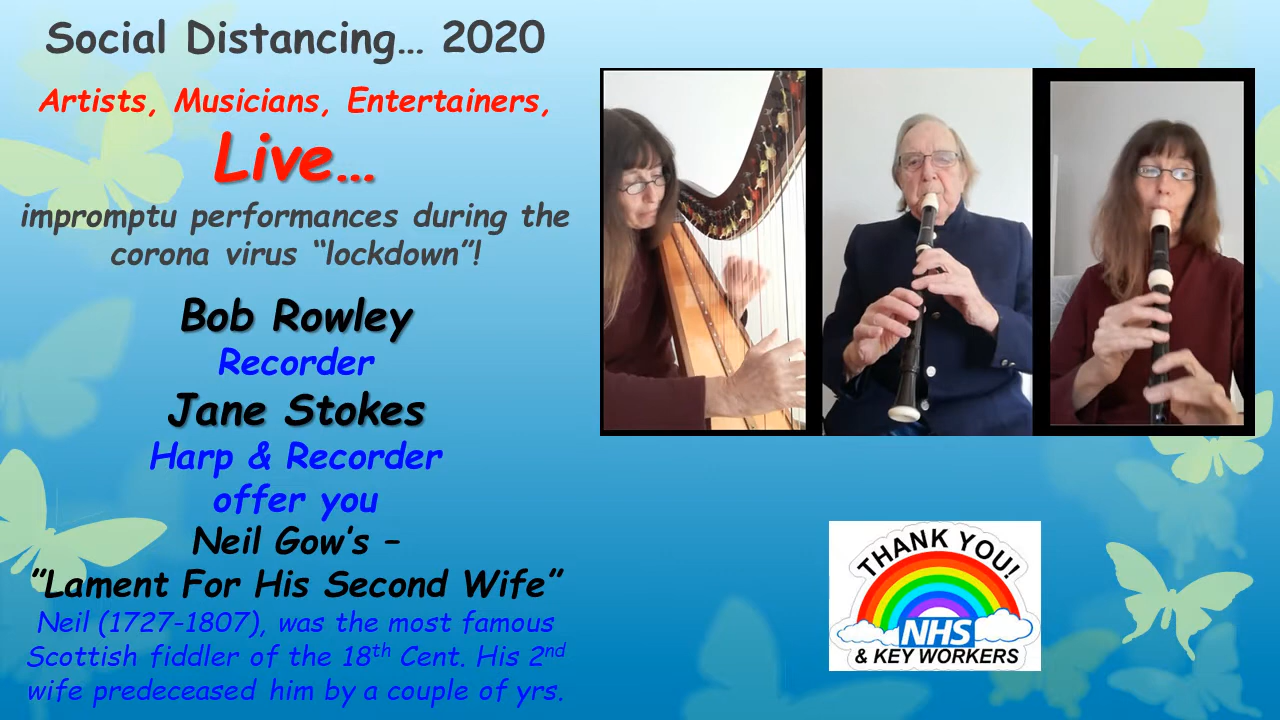 Social Distancing... 2020
Artists, Musicians, Entertainers,
Live...
impromptu performances during the
corona virus “lockdown”!
Bob Rowley
Recorder
Jane Stokes
Harp & Recorder
offer you
Neil Gow’s –
”Lament For His Second Wife”
Neil (1727-1807), was the most famous
Scottish fiddler of the 18th Cent. His 2nd
wife predeceased him by a couple of yrs.
THANK YOU!
NHS
& KEY WORKERS